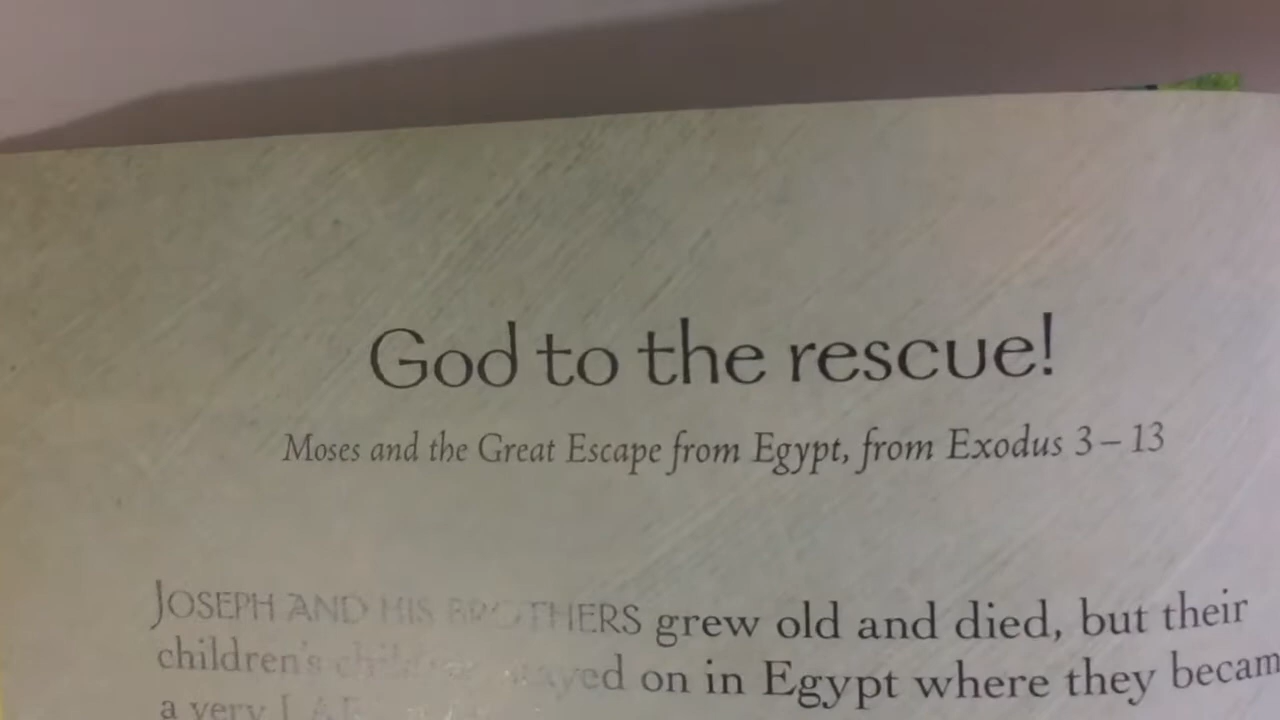 God to the rescue!
Moses and the Great Escape from Egypt, from Exodus 3 – 13
JOSEPH AND HIS BROTHERS grew old and died, but their
children's stayed on in Egypt where they becam
a very